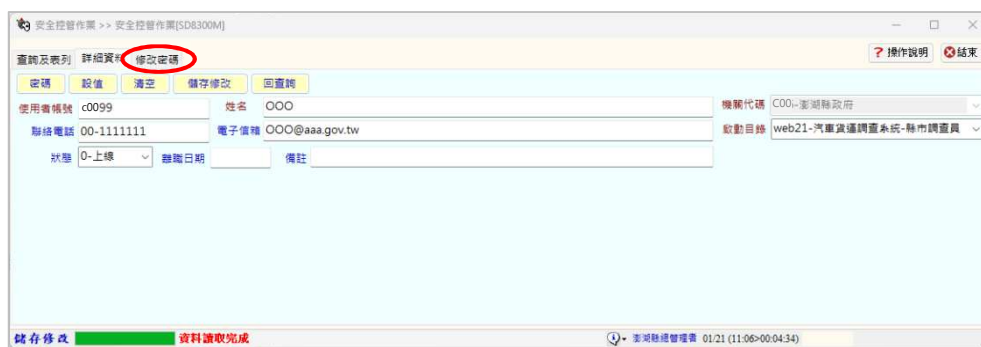 安全控管作業 >> 安全控管作業[SD8300M]
查詢及表列 詳細資料 修改密碼 ? 操作說明 結束
密碼 設值 清空 儲存修改 回查詢
使用者帳號 c0099 姓名 OOO 機關代碼 C00-澎湖縣政府
聯絡電話 00-1111111 電子信箱 OOO@aaa.gov.tw 啟動目錄 web21-汽車貨運調查系統-縣市調查員
狀態 0-上線 離職日期 備註
儲存修改 資料讀取完成 澎湖縣總管理者 01/21 (11:06>00:04:34)